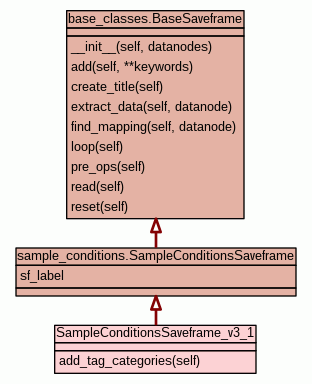 base_classes.BaseSaveframe
__init__(self, datanodes)
add(self, **keywords)
create_title(self)
extract_data(self, datanode)
find_mapping(self, datanode)
loop(self)
pre_ops(self)
read(self)
reset(self)
sample_conditions.SampleConditionsSaveframe
sf_label
SampleConditionsSaveframe_v3_1
add_tag_categories(self)